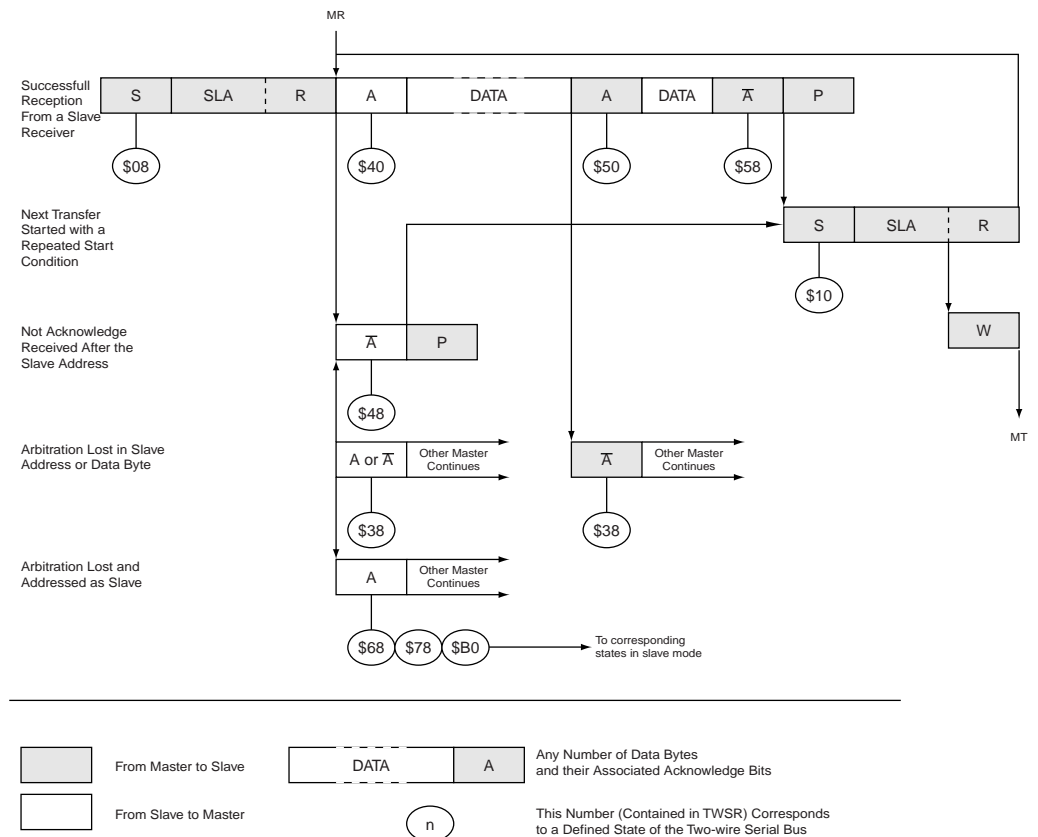 MR
Successfull
Reception
From a Slave
Receiver
S SLA R A DATA A DATA A̅ P
$08 $40 $50 $58
Next Transfer
Started with a
Repeated Start
Condition
S SLA R
$10
Not Acknowledge
Received After the
Slave Address
A̅ P
W
$48
MT
Arbitration Lost in Slave
Address or Data Byte
A or A̅
Other Master
Continues
A̅
Other Master
Continues
$38 $38
Arbitration Lost and
Addressed as Slave
A
Other Master
Continues
$68 $78 $B0
To corresponding
states in slave mode
From Master to Slave
DATA A
Any Number of Data Bytes
and their Associated Acknowledge Bits
From Slave to Master
n
This Number (Contained in TWSR) Corresponds
to a Defined State of the Two-wire Serial Bus